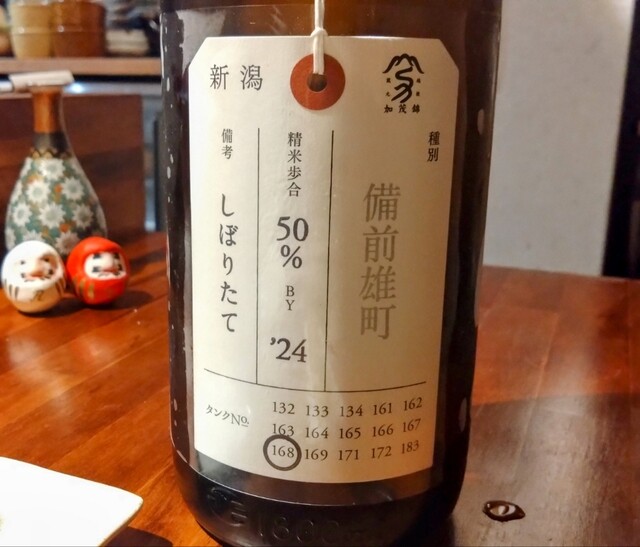 新潟
加茂錦
種別
備前雄町
精米歩合
50
%
BY
’24
備考
しぼりたて
タンクNo.
132 133 134 161 162
163 164 165 166 167
168 169 171 172 183